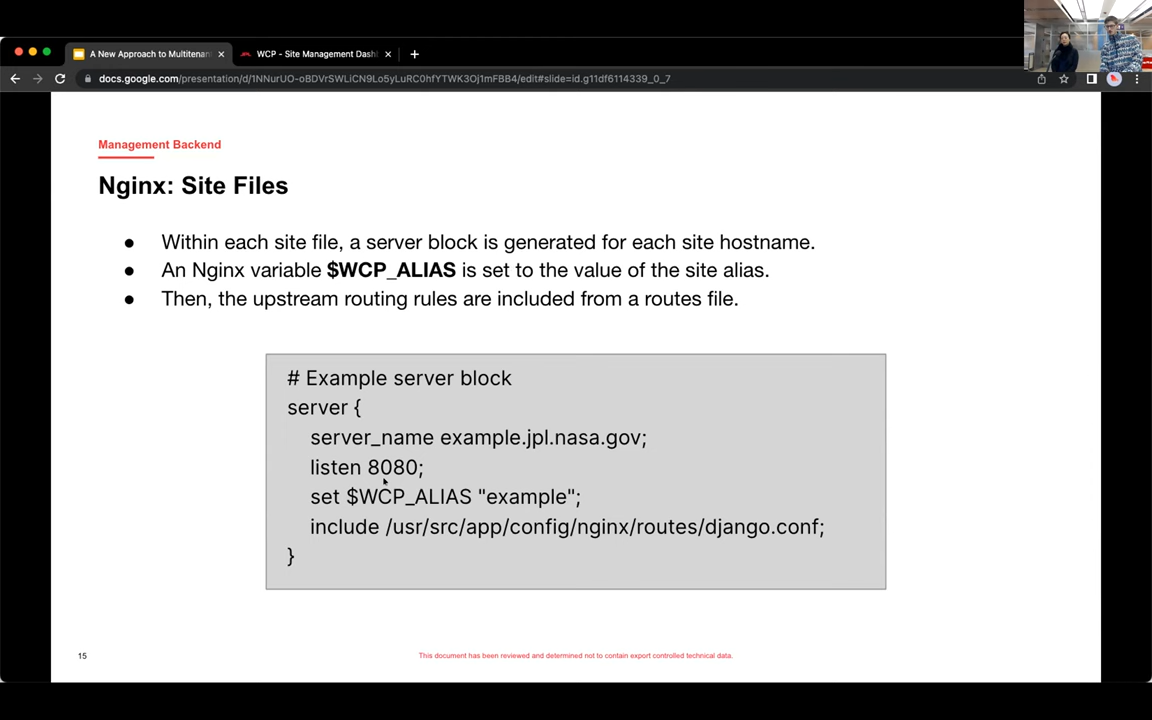 A New Approach to Multitenan
WCP - Site Management Dash
docs.google.com/presentation/d/1NNurUO-oBDVrSWLiCN9Lo5yLuRC0hfYTWK3Oj1mFBB4/edit#slide=id.g11df6114339_0_7
Management Backend
Nginx: Site Files
● Within each site file, a server block is generated for each site hostname.
● An Nginx variable $WCP_ALIAS is set to the value of the site alias.
● Then, the upstream routing rules are included from a routes file.
# Example server block
server {
server_name example.jpl.nasa.gov;
listen 8080;
set $WCP_ALIAS "example";
include /usr/src/app/config/nginx/routes/django.conf;
}
15
This document has been reviewed and determined not to contain export controlled technical data.